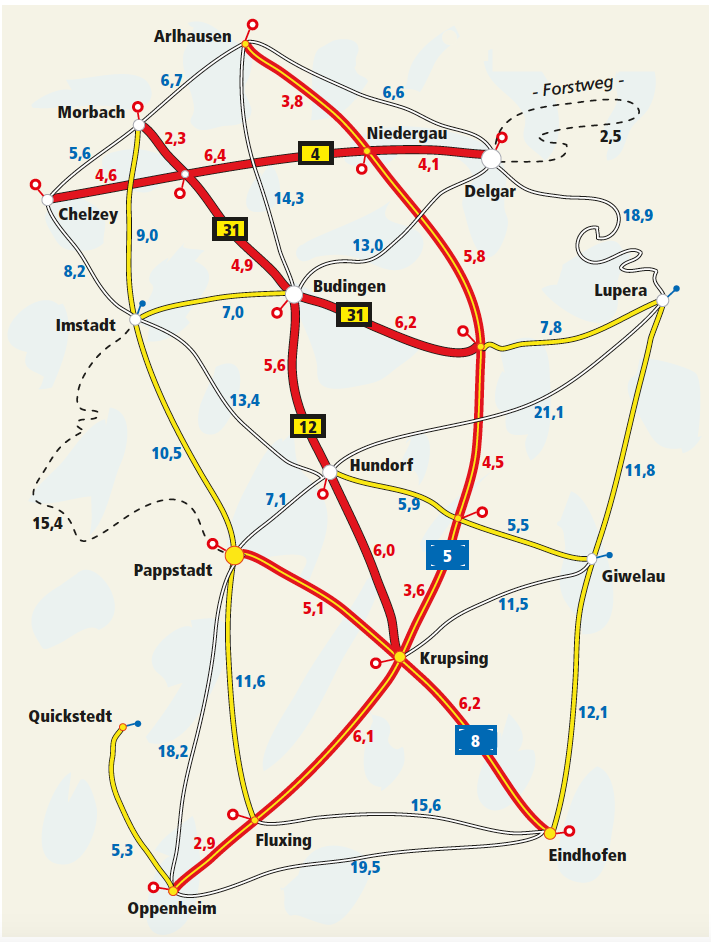 Arlhausen
6,7
3,8
6,6
- Forstweg -
2,5
Morbach
2,3
Niedergau
5,6
6,4
4
4,6
4,1
Delgar
Chelzey
14,3
18,9
31
9,0
4,9
13,0
5,8
8,2
Budingen
Lupera
Imstadt
7,0
31
6,2
7,8
5,6
13,4
21,1
12
10,5
Hundorf
4,5
11,8
7,1
5,9
15,4
5,5
6,0
5
Pappstadt
Giwelau
5,1
3,6
11,5
Krupsing
11,6
6,2
Quickstedt
12,1
18,2
6,1
8
15,6
5,3
2,9
Fluxing
Eindhofen
19,5
Oppenheim